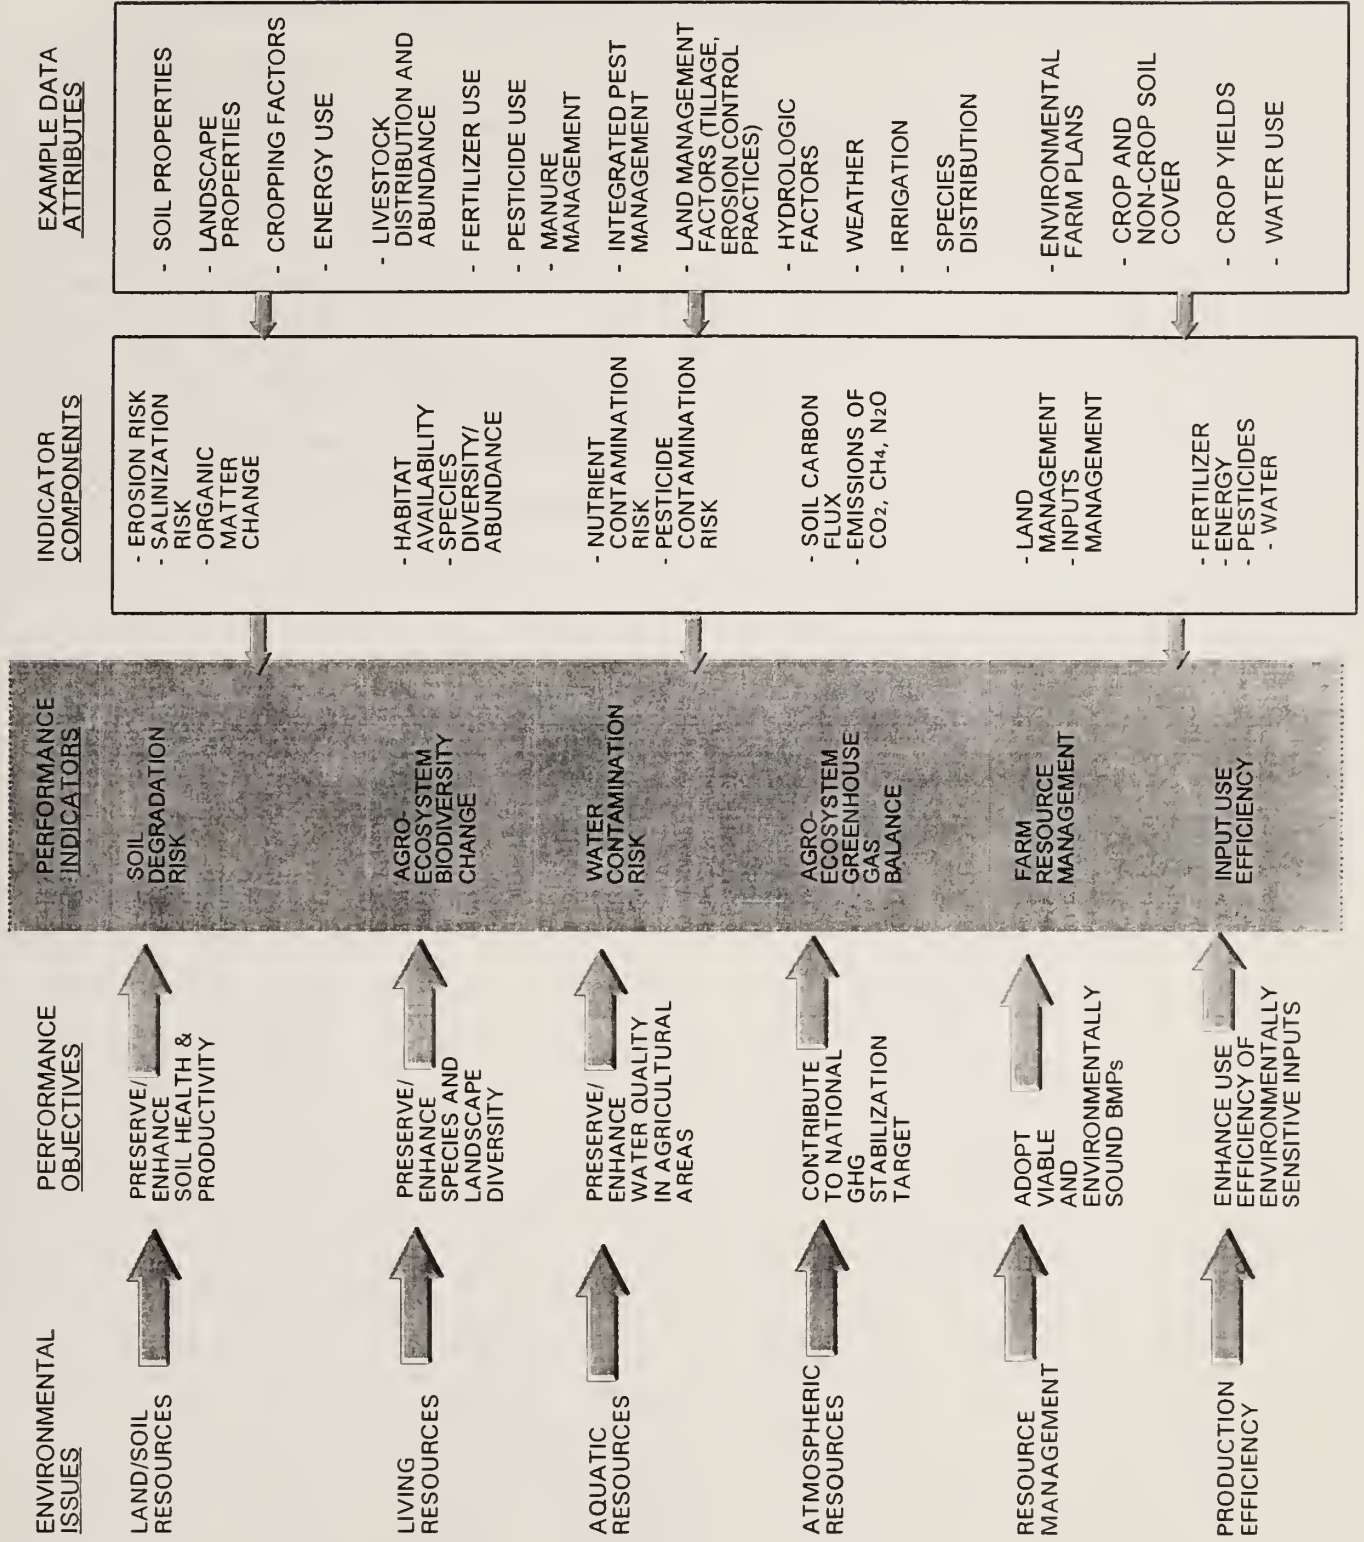 ENVIRONMENTAL
ISSUES
LAND/SOIL
RESOURCES
LIVING
RESOURCES
AQUATIC
RESOURCES
ATMOSPHERIC
RESOURCES
RESOURCE
MANAGEMENT
PRODUCTION
EFFICIENCY
PERFORMANCE
OBJECTIVES
PRESERVE/
ENHANCE
SOIL HEALTH &
PRODUCTIVITY
PRESERVE/
ENHANCE
SPECIES AND
LANDSCAPE
DIVERSITY
PRESERVE/
ENHANCE
WATER QUALITY
IN AGRICULTURAL
AREAS
CONTRIBUTE
TO NATIONAL
GHG
STABILIZATION
TARGET
ADOPT
VIABLE
AND
ENVIRONMENTALLY
SOUND BMPs
ENHANCE USE
EFFICIENCY OF
ENVIRONMENTALLY
SENSITIVE INPUTS
PERFORMANCE
INDICATORS
SOIL
DEGRADATION
RISK
AGRO-
ECOSYSTEM
BIODIVERSITY
CHANGE
WATER
CONTAMINATION
RISK
AGRO-
ECOSYSTEM
GREENHOUSE
GAS
BALANCE
FARM
RESOURCE
MANAGEMENT
INPUT USE
EFFICIENCY
INDICATOR
COMPONENTS
- EROSION RISK
- SALINIZATION
RISK
- ORGANIC
MATTER
CHANGE
- HABITAT
AVAILABILITY
- SPECIES
DIVERSITY/
ABUNDANCE
- NUTRIENT
CONTAMINATION
RISK
- PESTICIDE
CONTAMINATION
RISK
- SOIL CARBON
FLUX
- EMISSIONS OF
CO2, CH4, N2O
- LAND
MANAGEMENT
- INPUTS
MANAGEMENT
- FERTILIZER
- ENERGY
- PESTICIDES
- WATER
EXAMPLE DATA
ATTRIBUTES
- SOIL PROPERTIES
- LANDSCAPE
PROPERTIES
- CROPPING FACTORS
- ENERGY USE
- LIVESTOCK
DISTRIBUTION AND
ABUNDANCE
- FERTILIZER USE
- PESTICIDE USE
- MANURE
MANAGEMENT
- INTEGRATED PEST
MANAGEMENT
- LAND MANAGEMENT
FACTORS (TILLAGE,
EROSION CONTROL
PRACTICES)
- HYDROLOGIC
FACTORS
- WEATHER
- IRRIGATION
- SPECIES
DISTRIBUTION
- ENVIRONMENTAL
FARM PLANS
- CROP AND
NON-CROP SOIL
COVER
- CROP YIELDS
- WATER USE